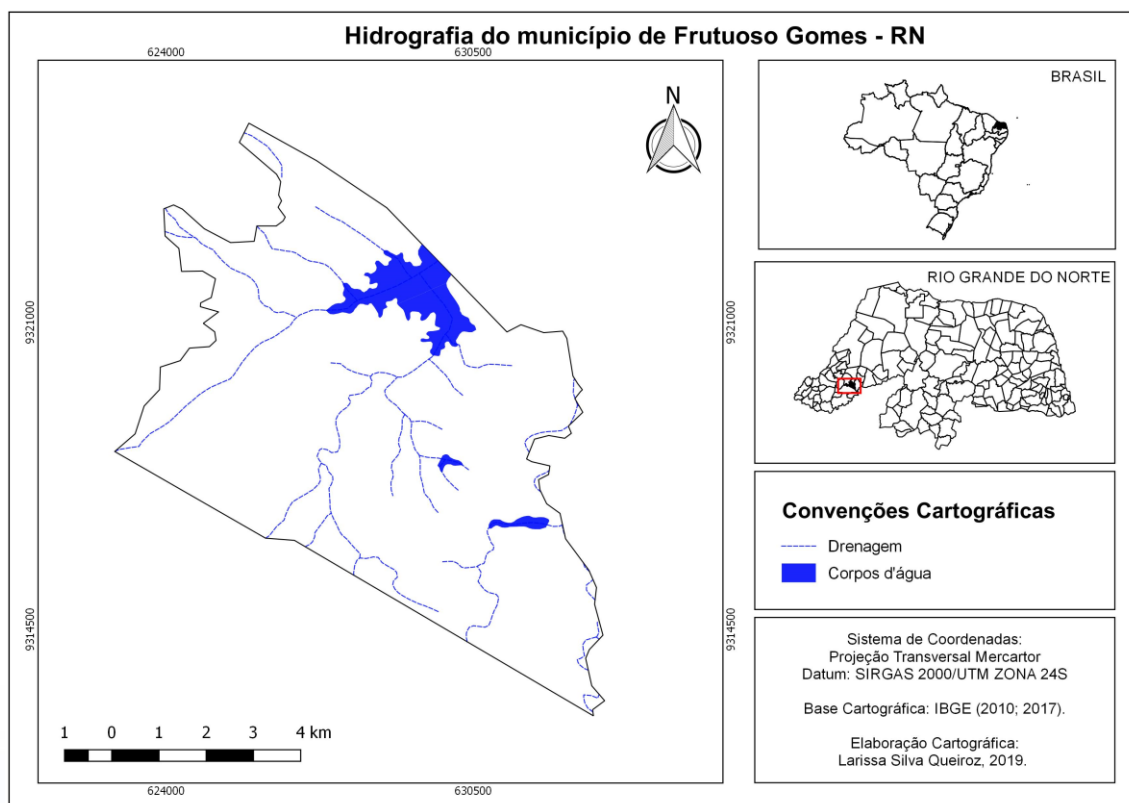 Hidrografia do município de Frutuoso Gomes - RN
624000
630500
N
9321000
9321000
9314500
9314500
1 0 1 2 3 4 km
624000
630500
BRASIL
RIO GRANDE DO NORTE
Convenções Cartográficas
Drenagem
Corpos d'água
Sistema de Coordenadas:
Projeção Transversal Mercartor
Datum: SIRGAS 2000/UTM ZONA 24S
Base Cartográfica: IBGE (2010; 2017).
Elaboração Cartográfica:
Larissa Silva Queiroz, 2019.